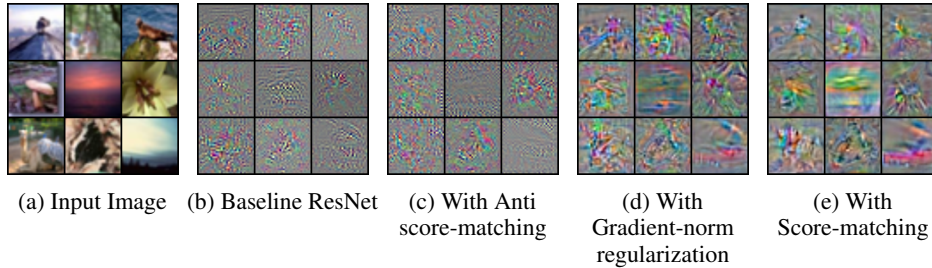 (a) Input Image
(b) Baseline ResNet
(c) With Anti
score-matching
(d) With
Gradient-norm
regularization
(e) With
Score-matching